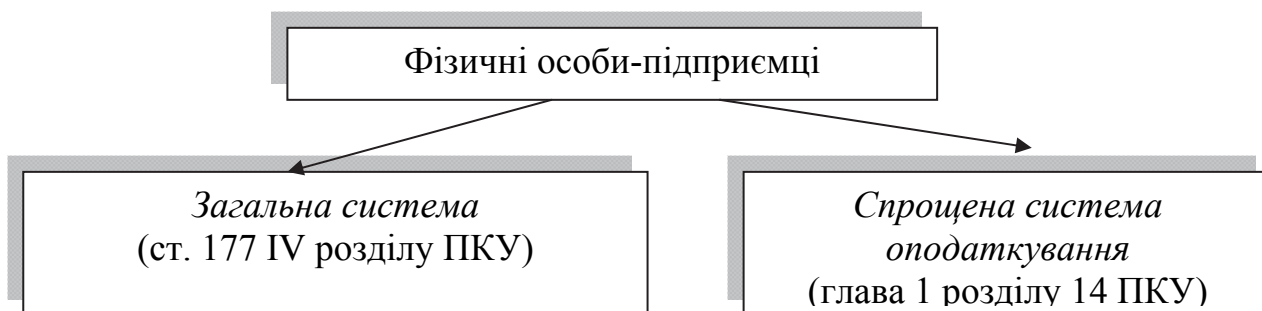 Фізичні особи-підприємці
Загальна система
(ст. 177 IV розділу ПКУ)
Спрощена система
оподаткування
(глава 1 розділу 14 ПКУ)